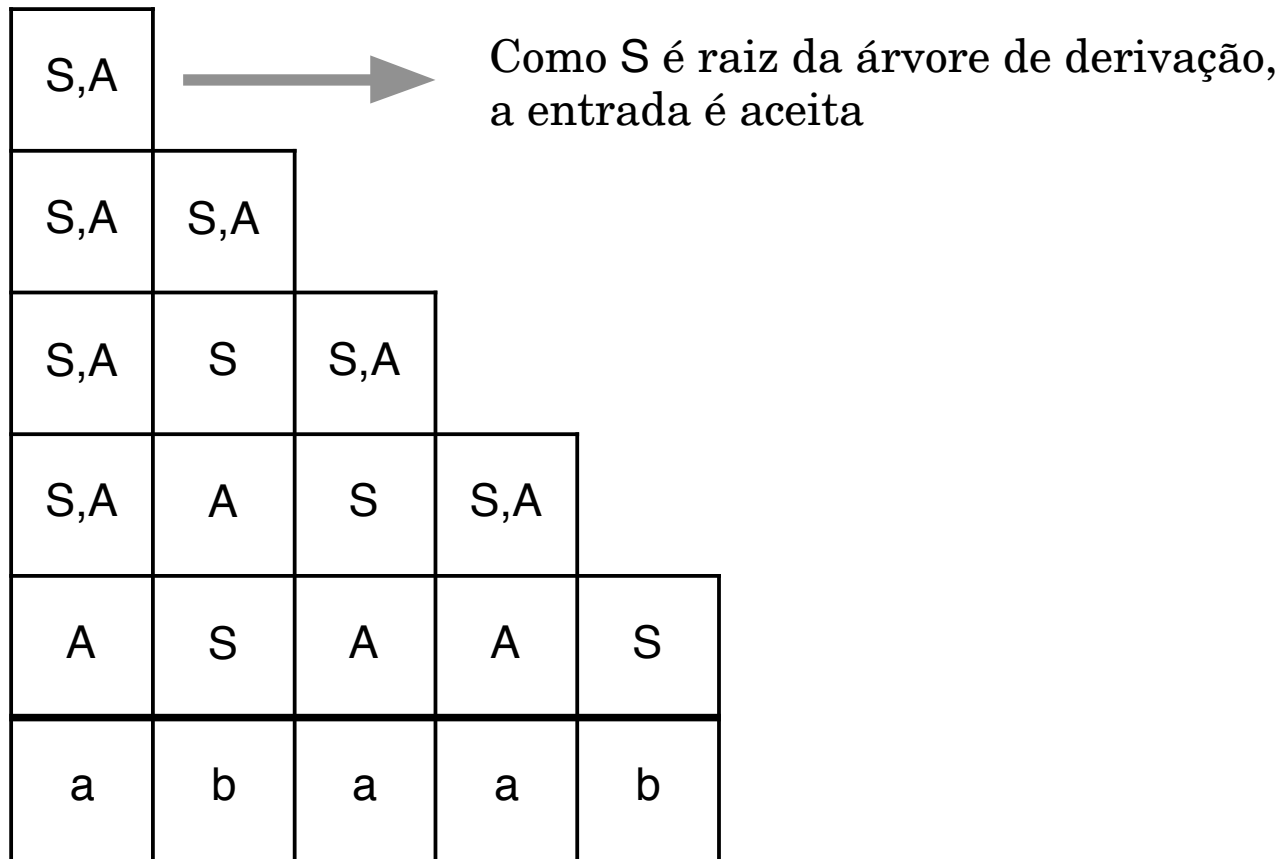 S,A
Como S é raiz da árvore de derivação,
a entrada é aceita
S,A S,A
S,A S S,A
S,A A S S,A
A S A A S
a b a a b